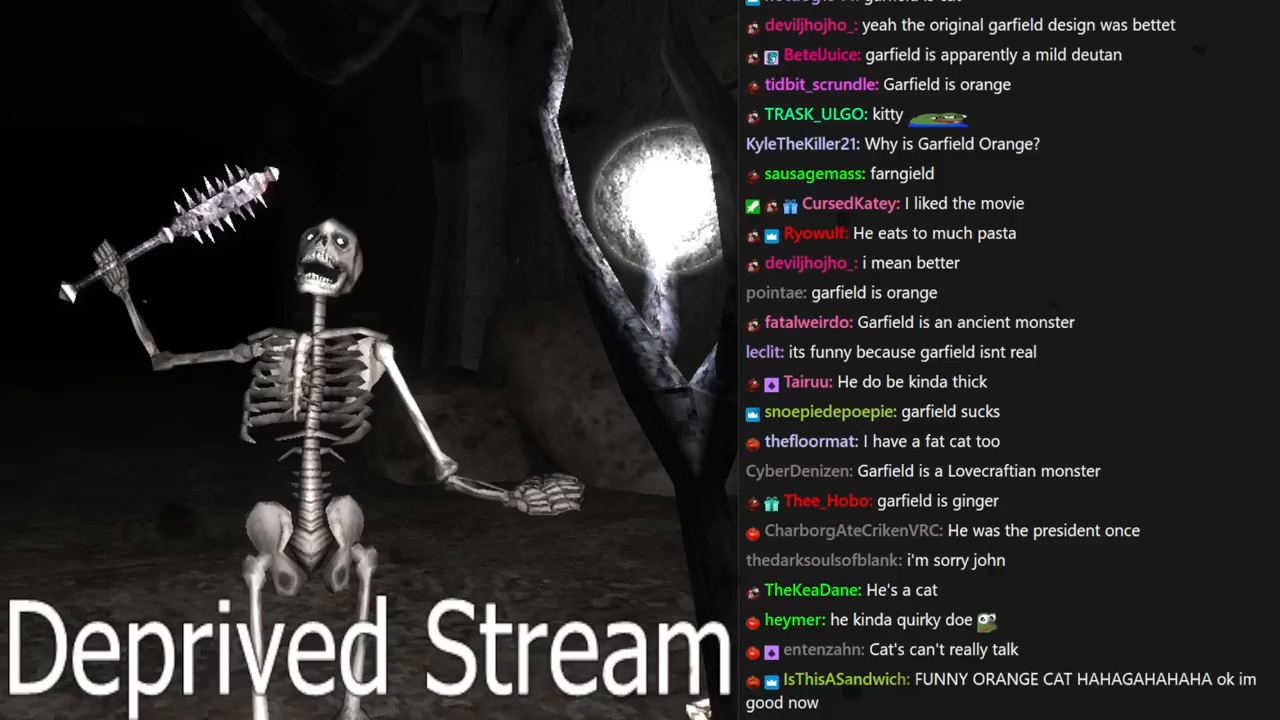 deviljhojho_: yeah the original garfield design was bettet
BetelJuice: garfield is apparently a mild deutan
tidbit_scrundle: Garfield is orange
TRASK_ULGO: kitty
KyleTheKiller21: Why is Garfield Orange?
sausagemass: farngield
CursedKatey: I liked the movie
Ryowulf: He eats to much pasta
deviljhojho_: i mean better
pointae: garfield is orange
fatalweirdo: Garfield is an ancient monster
leclit: its funny because garfield isnt real
Tairuu: He do be kinda thick
snoepiedepoepie: garfield sucks
thefloormat: I have a fat cat too
CyberDenizen: Garfield is a Lovecraftian monster
Thee_Hobo: garfield is ginger
CharborgAteCrikenVRC: He was the president once
thedarksoulsofblank: i'm sorry john
TheKeaDane: He's a cat
heymer: he kinda quirky doe
entenzahn: Cat's can't really talk
IsThisASandwich: FUNNY ORANGE CAT HAHAGAHAHAHA ok im
good now
Deprived Stream